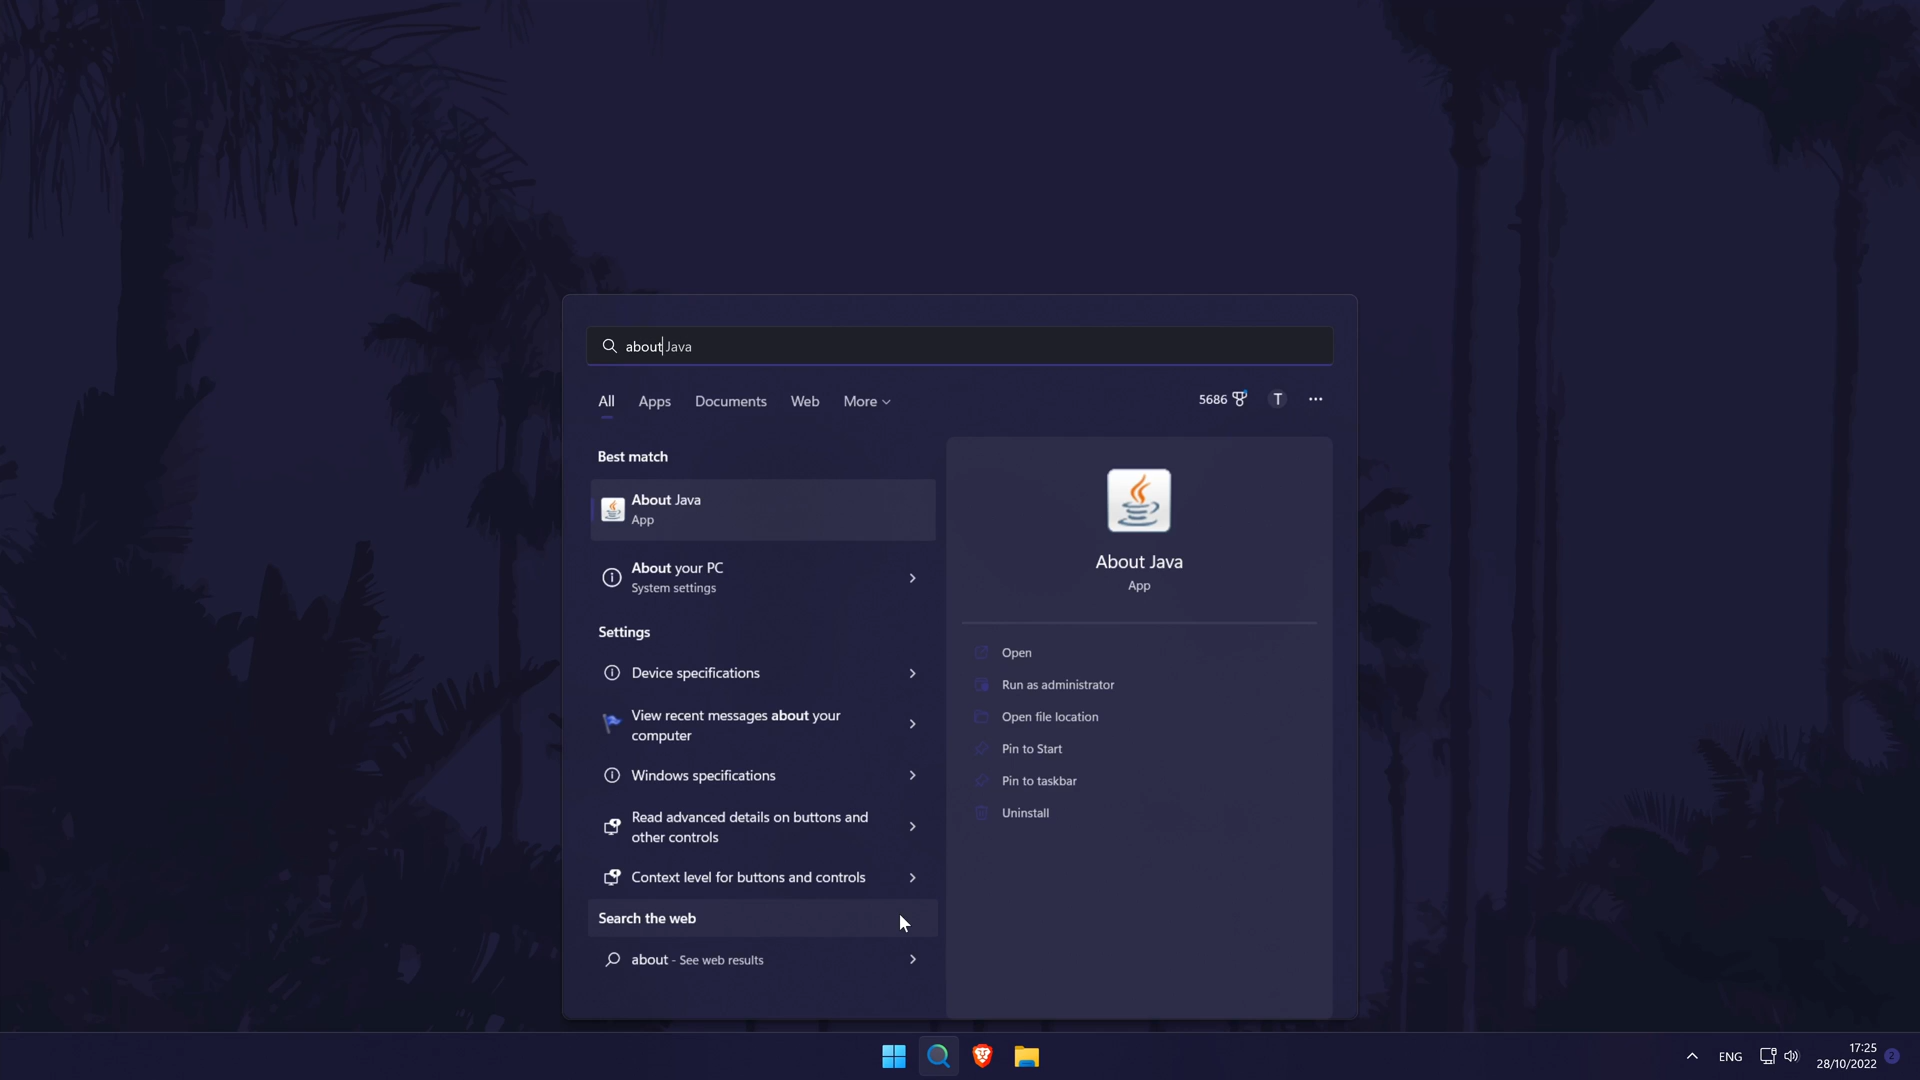 about Java
All Apps Documents Web More
5686 T
Best match
About Java
App
About your PC
System settings
Settings
Device specifications
View recent messages about your
computer
Windows specifications
Read advanced details on buttons and
other controls
Context level for buttons and controls
Search the web
about - See web results
About Java
App
Open
Run as administrator
Open file location
Pin to Start
Pin to taskbar
Uninstall
ENG
17:25
28/10/2022
2